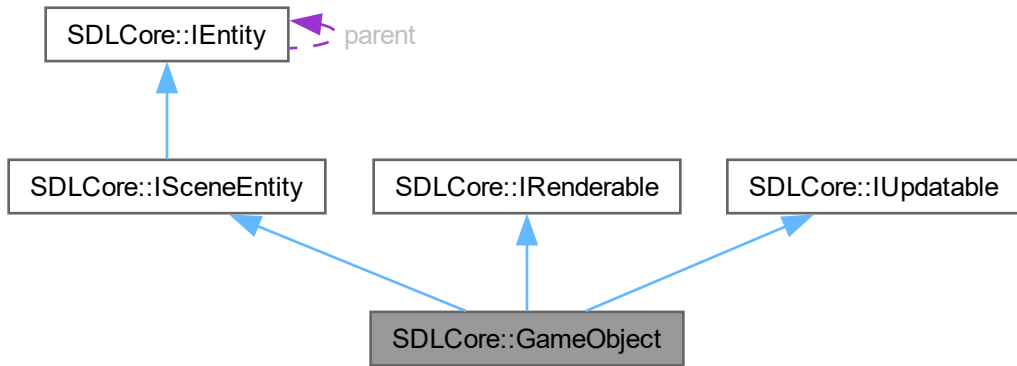 SDLCore::IEntity
parent
SDLCore::ISceneEntity
SDLCore::IRenderable
SDLCore::IUpdatable
SDLCore::GameObject